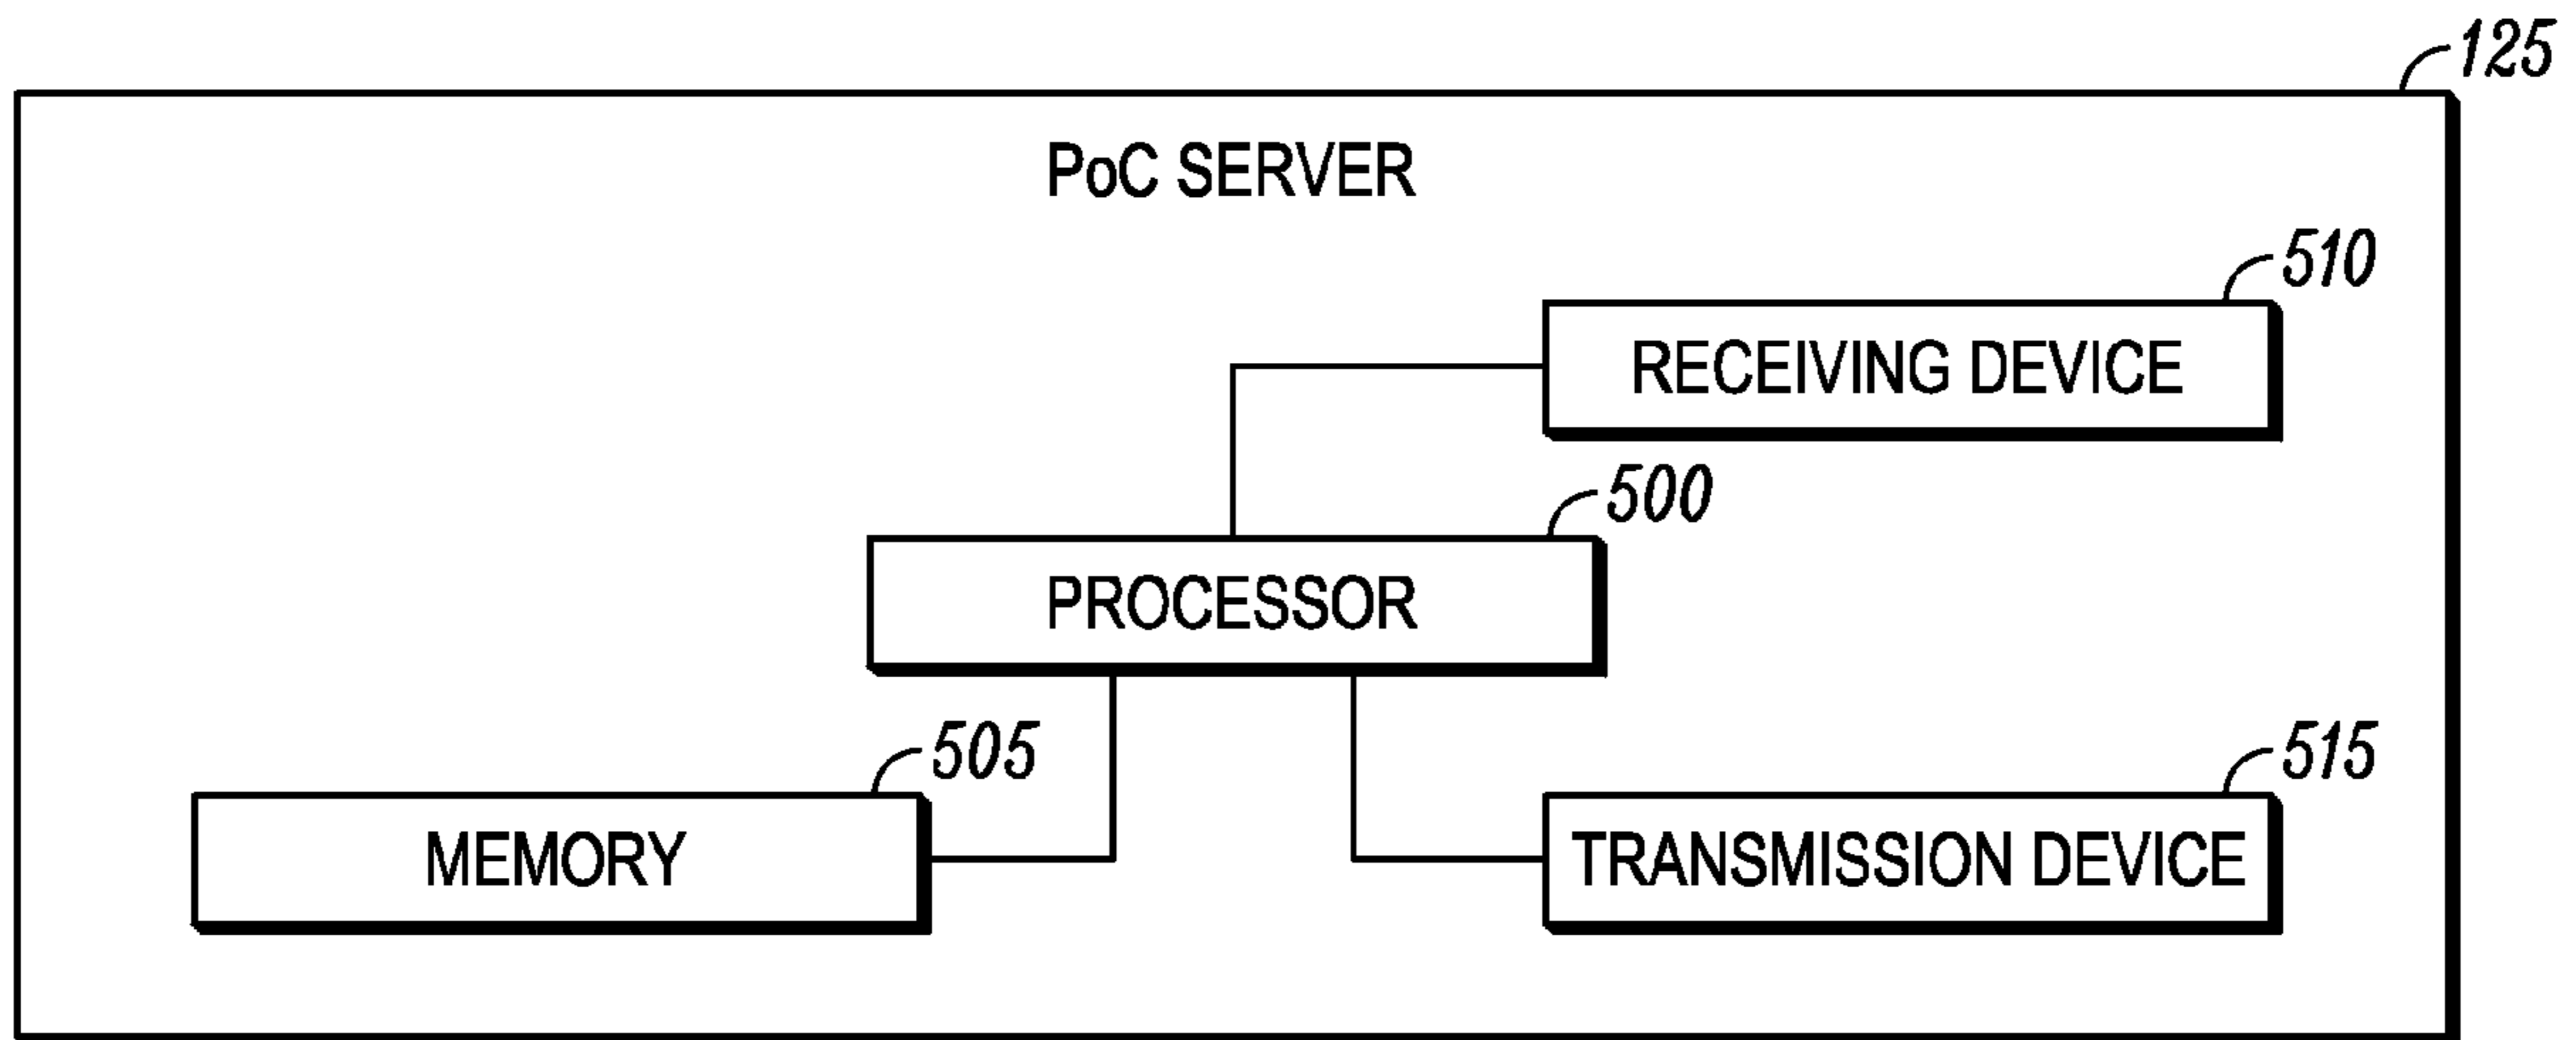 125
PoC SERVER
510
RECEIVING DEVICE
500
PROCESSOR
505
MEMORY
515
TRANSMISSION DEVICE